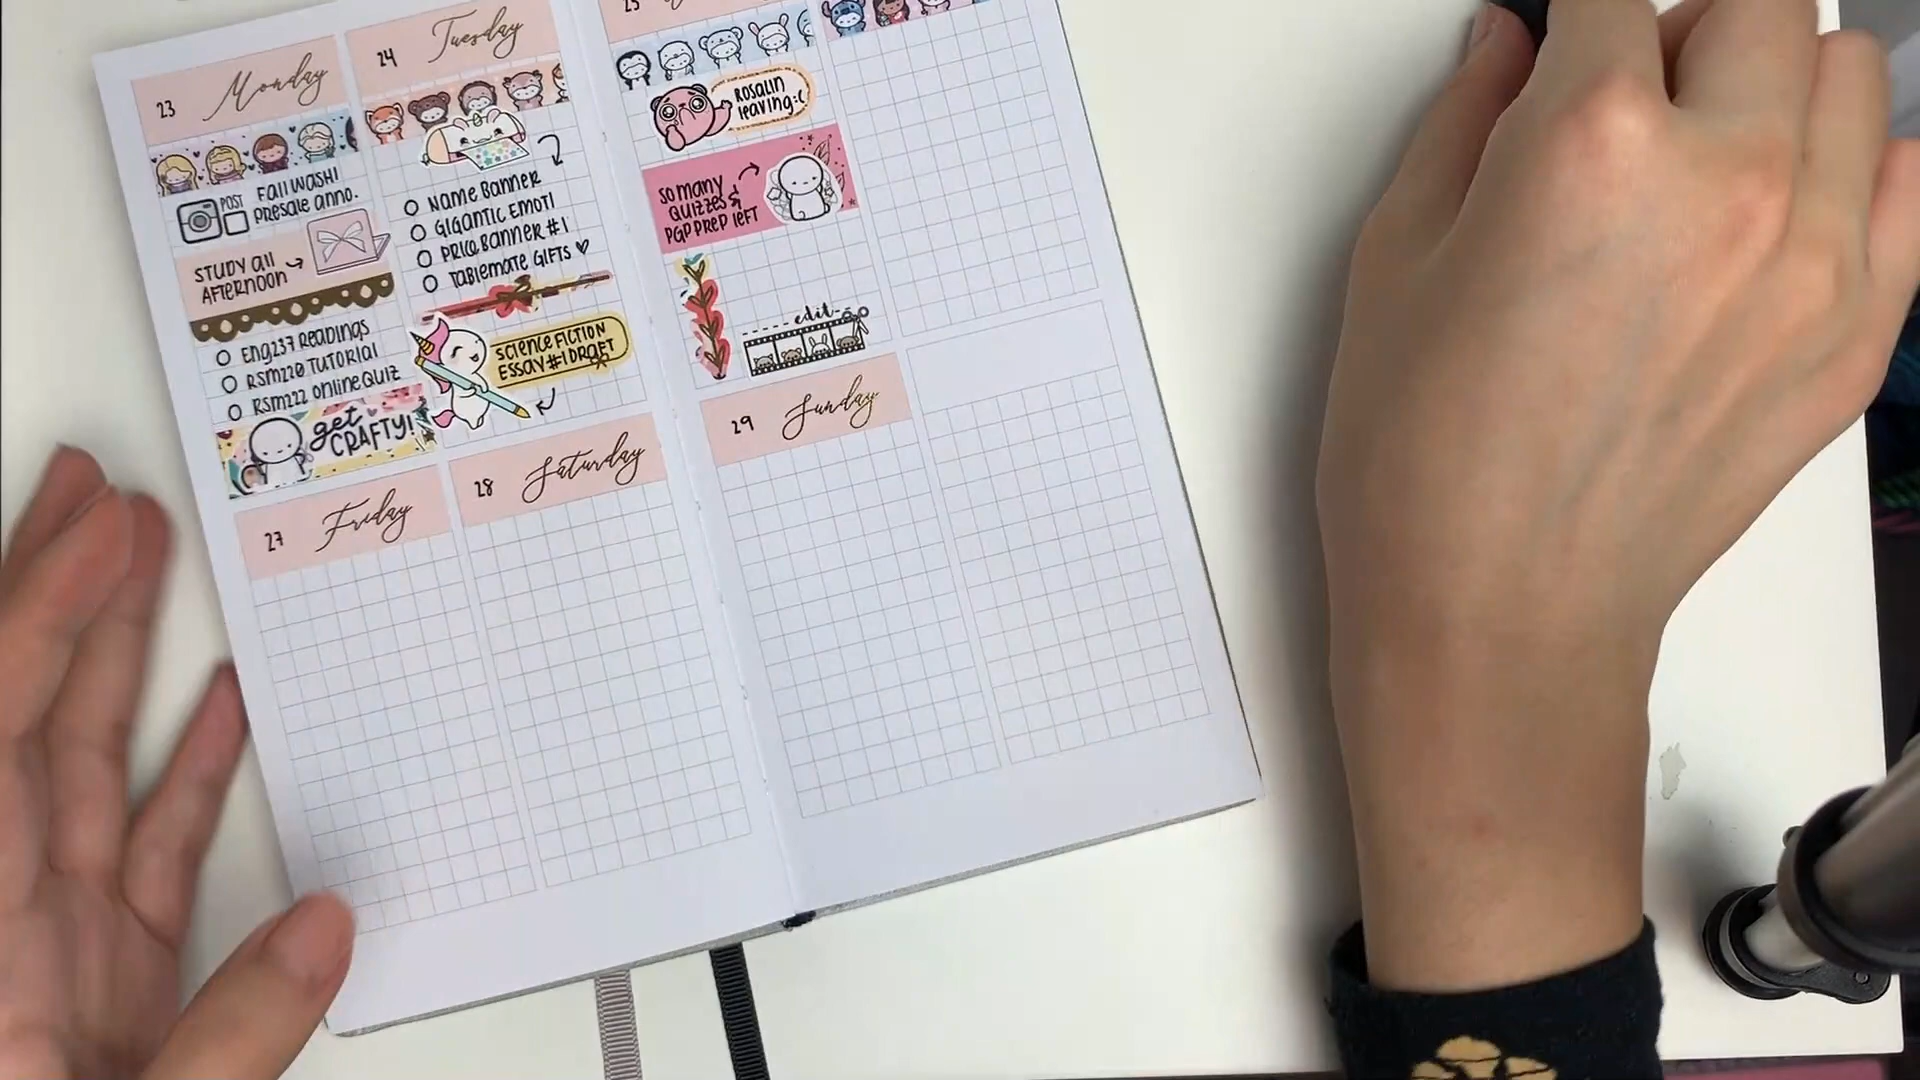 23 Monday
POST
Fall washi
presale anno.
study all
afternoon
Eng237 Readings
RSM220 Tutorial
RSM222 Online Quiz
get
CRAFTY!
24 Tuesday
Name Banner
Gigantic Emoti
Prize Banner #1
Tablemate Gifts
Science Fiction
Essay #1 Draft
25
Rosalin
leaving :(
so many
quizzes &
PGP prep left
edit
27 Friday
28 Saturday
29 Sunday